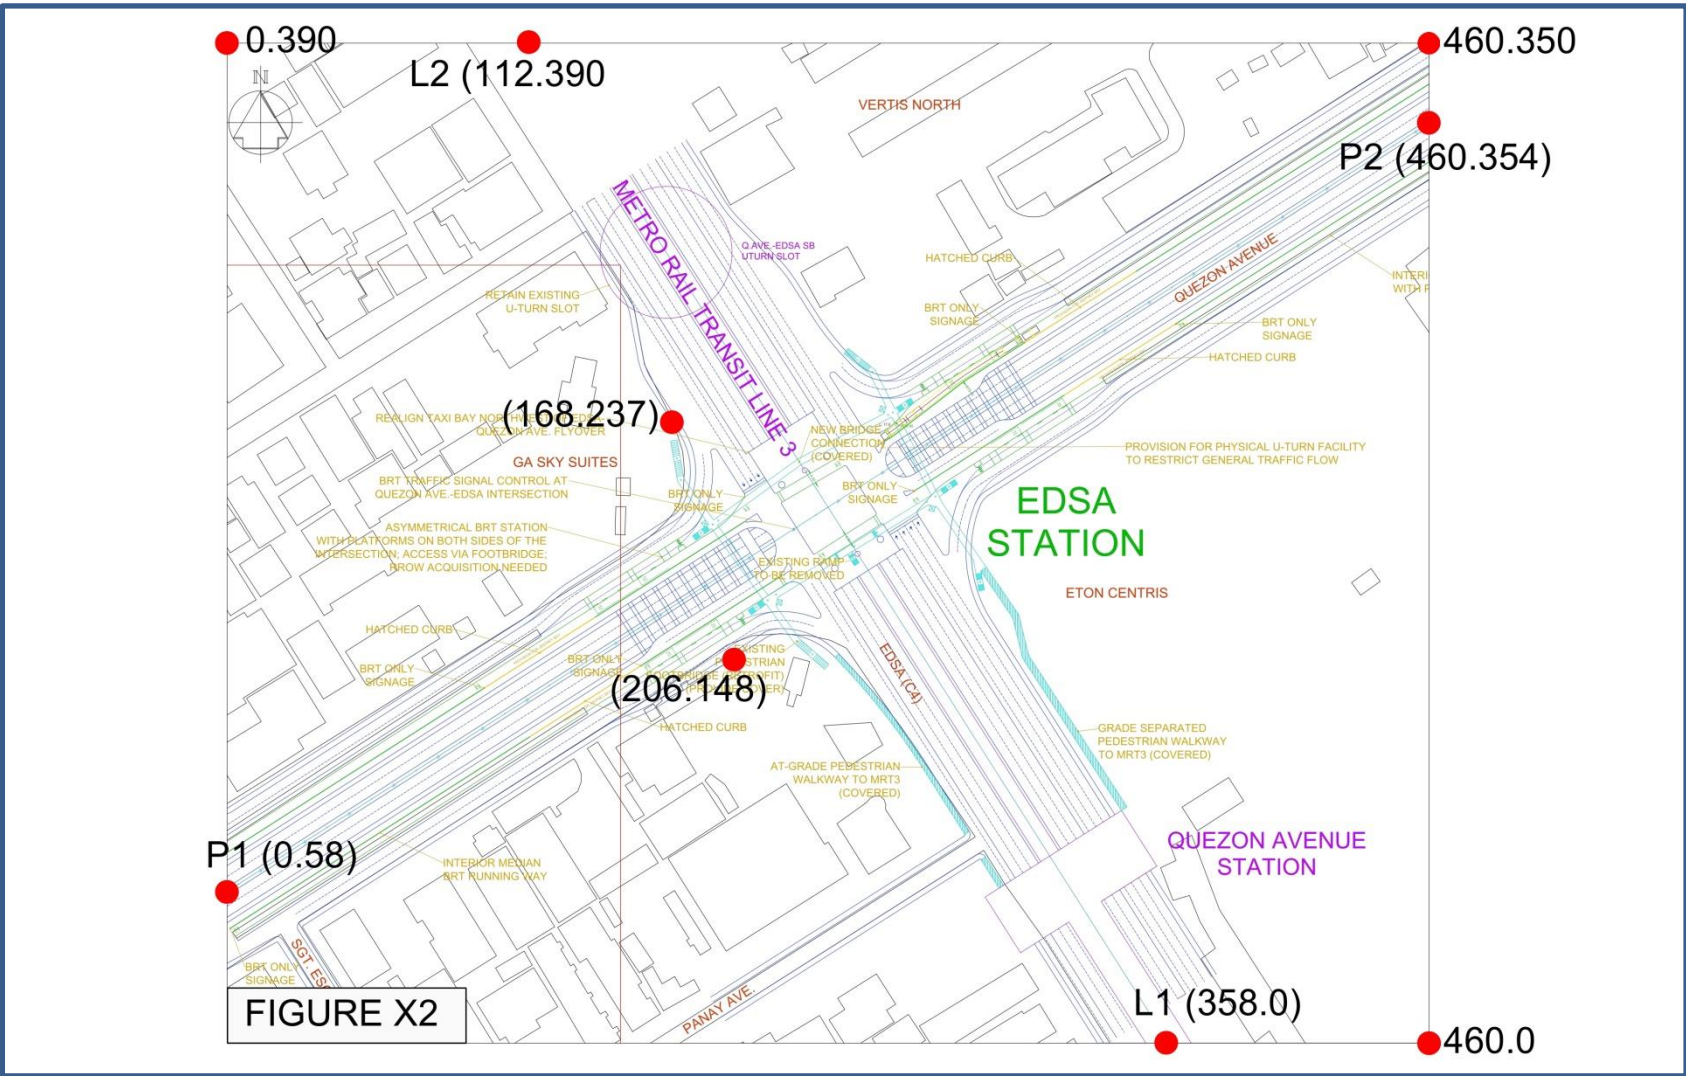 0.390
460.350
L2 (112.390
N
VERTIS NORTH
P2 (460.354)
METRO RAIL TRANSIT LINE 3
Q.AVE.-EDSA SB
UTURN SLOT
QUEZON AVENUE
HATCHED CURB
RETAIN EXISTING
U-TURN SLOT
BRT ONLY
SIGNAGE
BRT ONLY
SIGNAGE
HATCHED CURB
(168.237)
REALIGN TAXI BAY
QUEZON AVE. FLYOVER
NEW BRIDGE
CONNECTION
(COVERED)
PROVISION FOR PHYSICAL U-TURN FACILITY
TO RESTRICT GENERAL TRAFFIC FLOW
GA SKY SUITES
BRT TRAFFIC SIGNAL CONTROL AT
QUEZON AVE.-EDSA INTERSECTION
BRT ONLY
SIGNAGE
BRT ONLY
SIGNAGE
EDSA
STATION
ASYMMETRICAL BRT STATION
WITH PLATFORMS ON BOTH SIDES OF THE
INTERSECTION; ACCESS VIA FOOTBRIDGE;
RROW ACQUISITION NEEDED
EXISTING RAMP
TO BE REMOVED
ETON CENTRIS
HATCHED CURB
BRT ONLY
SIGNAGE
BRT ONLY
SIGNAGE
EXISTING
(206.148)
EDSA (C4)
HATCHED CURB
GRADE SEPARATED
PEDESTRIAN WALKWAY
TO MRT3 (COVERED)
AT-GRADE PEDESTRIAN
WALKWAY TO MRT3
(COVERED)
P1 (0.58)
INTERIOR MEDIAN
BRT RUNNING WAY
QUEZON AVENUE
STATION
SGT. ESG
BRT ONLY
SIGNAGE
PANAY AVE.
FIGURE X2
L1 (358.0)
460.0